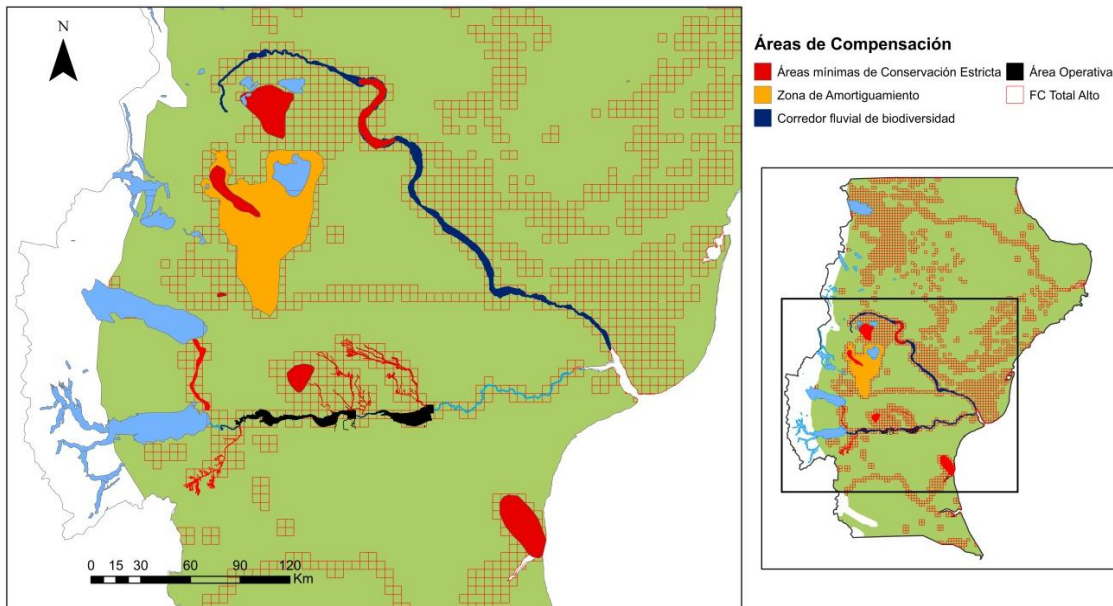 N
Áreas de Compensación
Áreas mínimas de Conservación Estricta
Área Operativa
Zona de Amortiguamiento
FC Total Alto
Corredor fluvial de biodiversidad
0 15 30 60 90 120
Km